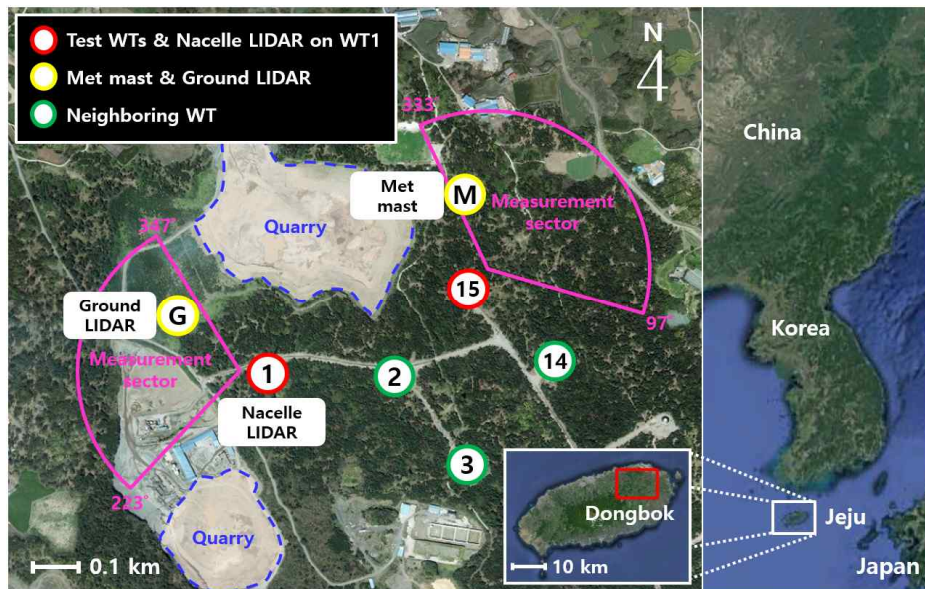 Test WTs & Nacelle LIDAR on WT1
Met mast & Ground LIDAR
Neighboring WT
N
333°
Met
mast
M
Measurement
sector
Quarry
15
97°
Ground
LIDAR
G
Measurement
sector
1
2
14
Nacelle
LIDAR
3
223°
Quarry
0.1 km
Dongbok
10 km
China
Korea
Jeju
Japan